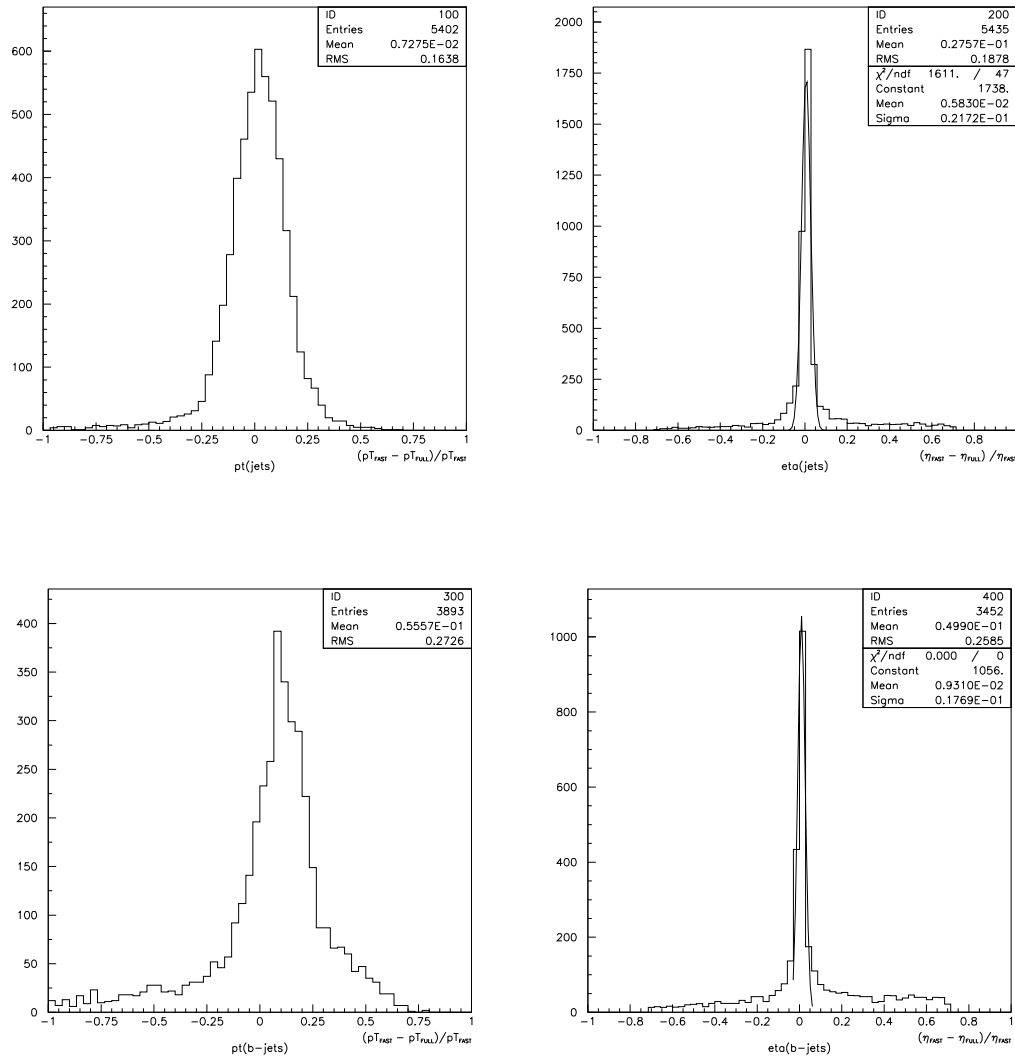 ID 100
Entries 5402
Mean 0.7275E-02
RMS 0.1638
600
500
400
300
200
100
0
-1 -0.75 -0.5 -0.25 0 0.25 0.5 0.75 1
(pT_FAST - pT_FULL)/pT_FAST
pt(jets)
ID 200
Entries 5435
Mean 0.2757E-01
RMS 0.1878
χ²/ndf 1611. / 47
Constant 1738.
Mean 0.5830E-02
Sigma 0.2172E-01
2000
1750
1500
1250
1000
750
500
250
0
-1 -0.8 -0.6 -0.4 -0.2 0 0.2 0.4 0.6 0.8
(η_FAST - η_FULL) /η_FAST
eta(jets)
ID 300
Entries 3893
Mean 0.5557E-01
RMS 0.2726
400
350
300
250
200
150
100
50
0
-1 -0.75 -0.5 -0.25 0 0.25 0.5 0.75 1
(pT_FAST - pT_FULL)/pT_FAST
pt(b-jets)
ID 400
Entries 3452
Mean 0.4990E-01
RMS 0.2585
χ²/ndf 0.000 / 0
Constant 1056.
Mean 0.9310E-02
Sigma 0.1769E-01
1000
800
600
400
200
0
-1 -0.8 -0.6 -0.4 -0.2 0 0.2 0.4 0.6 0.8 1
(η_FAST - η_FULL)/η_FAST
eta(b-jets)